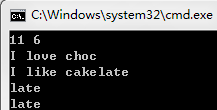 C:\Windows\system32\cmd.exe
11 6
I love choc
I like cakelate
late
late